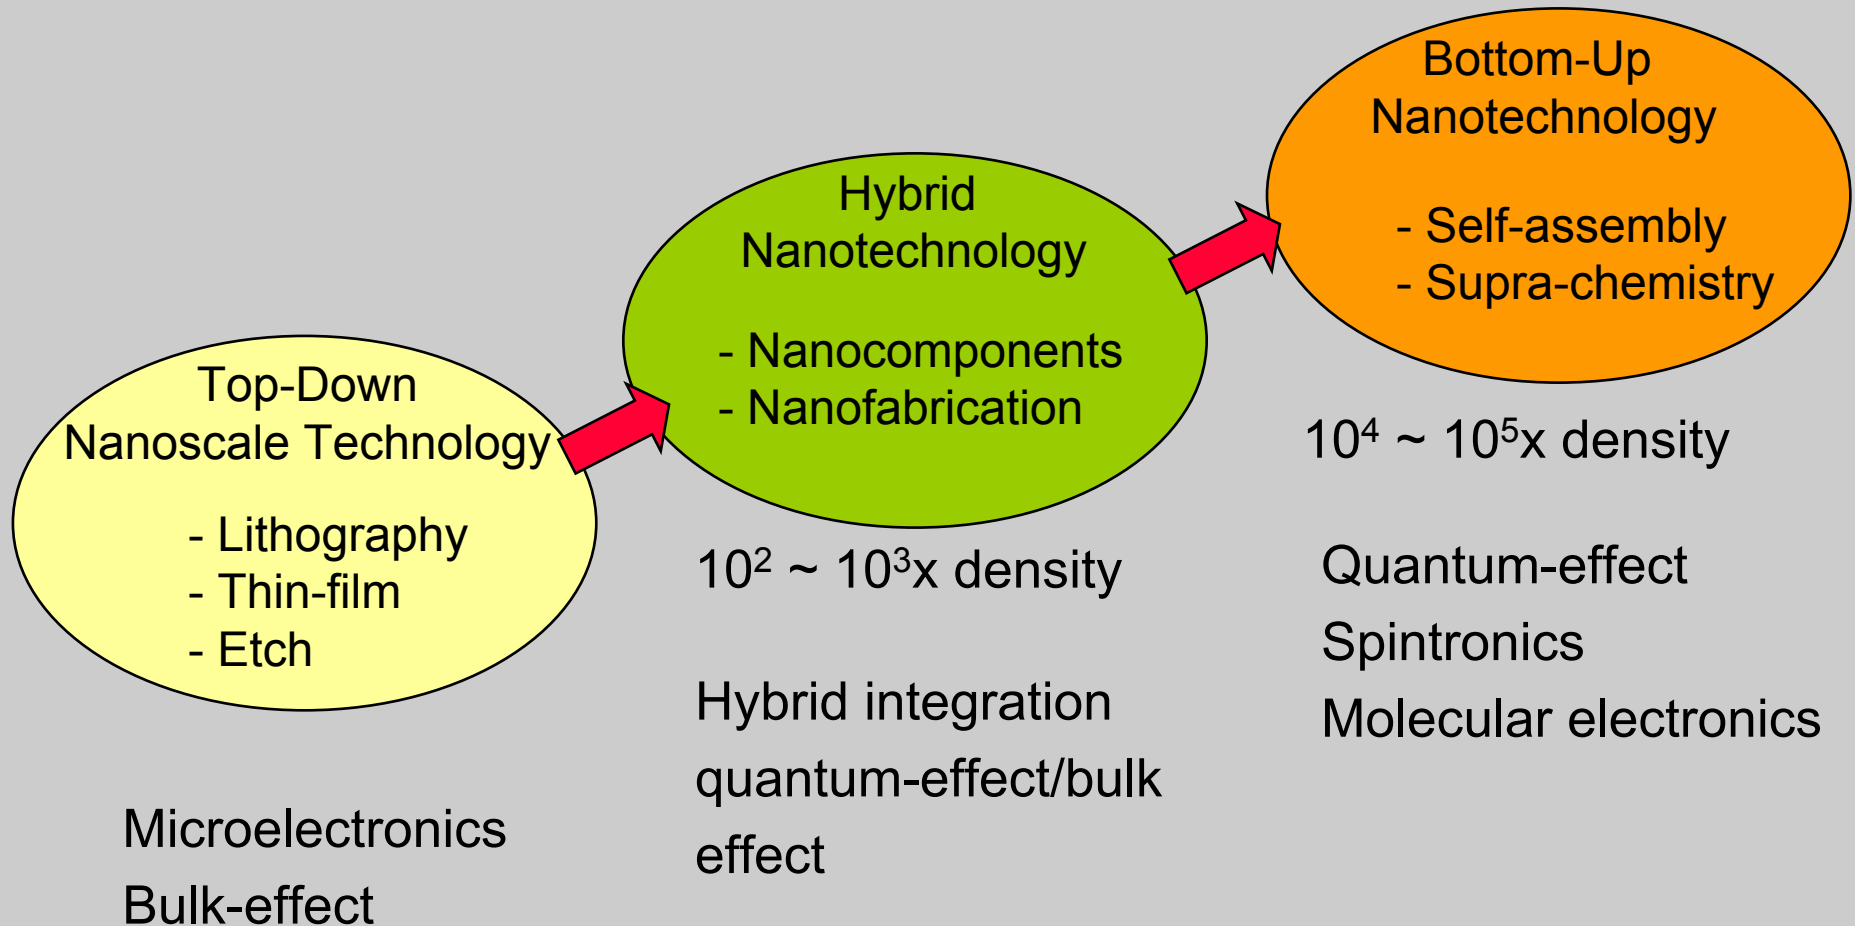 Top-Down
Nanoscale Technology
- Lithography
- Thin-film
- Etch
Microelectronics
Bulk-effect
Hybrid
Nanotechnology
- Nanocomponents
- Nanofabrication
10² ~ 10³x density
Hybrid integration
quantum-effect/bulk
effect
Bottom-Up
Nanotechnology
- Self-assembly
- Supra-chemistry
10⁴ ~ 10⁵x density
Quantum-effect
Spintronics
Molecular electronics